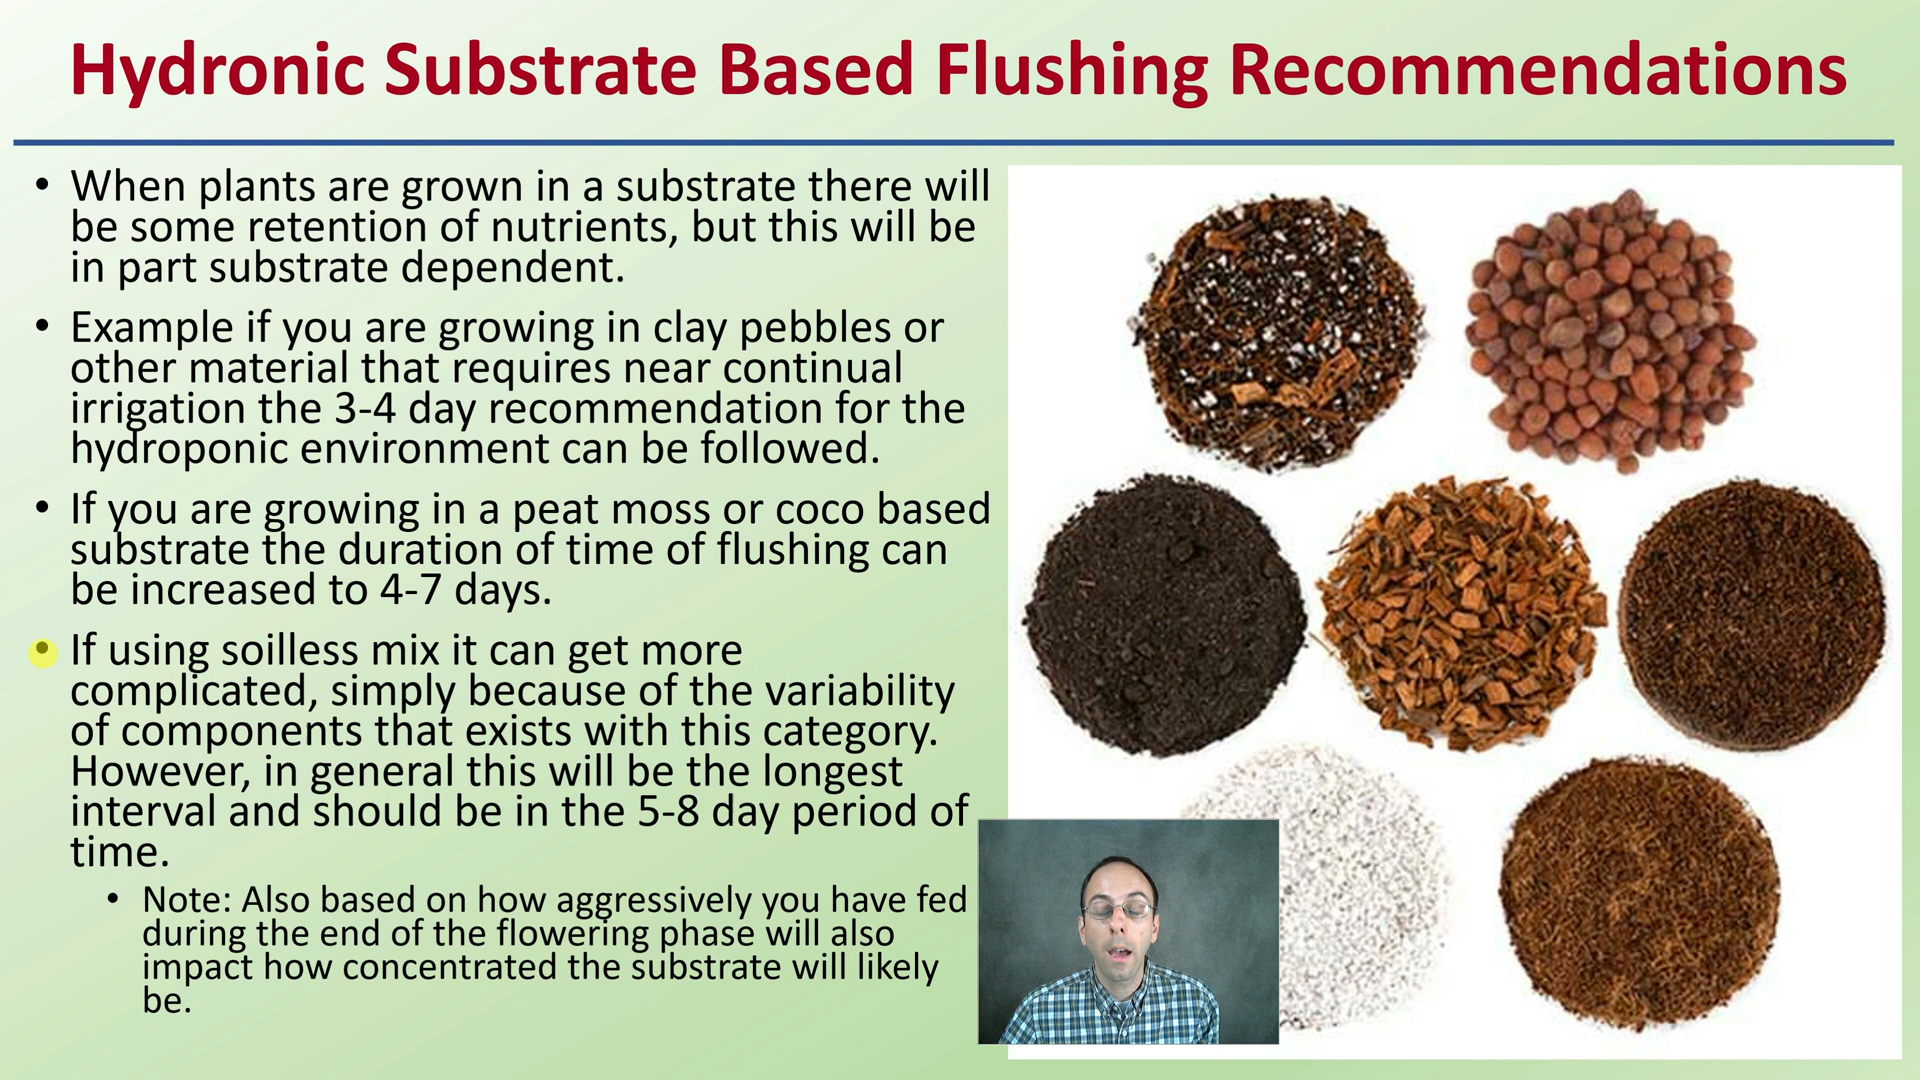 Hydronic Substrate Based Flushing Recommendations
• When plants are grown in a substrate there will
be some retention of nutrients, but this will be
in part substrate dependent.
• Example if you are growing in clay pebbles or
other material that requires near continual
irrigation the 3-4 day recommendation for the
hydroponic environment can be followed.
• If you are growing in a peat moss or coco based
substrate the duration of time of flushing can
be increased to 4-7 days.
• If using soilless mix it can get more
complicated, simply because of the variability
of components that exists with this category.
However, in general this will be the longest
interval and should be in the 5-8 day period of
time.
• Note: Also based on how aggressively you have fed
during the end of the flowering phase will also
impact how concentrated the substrate will likely
be.